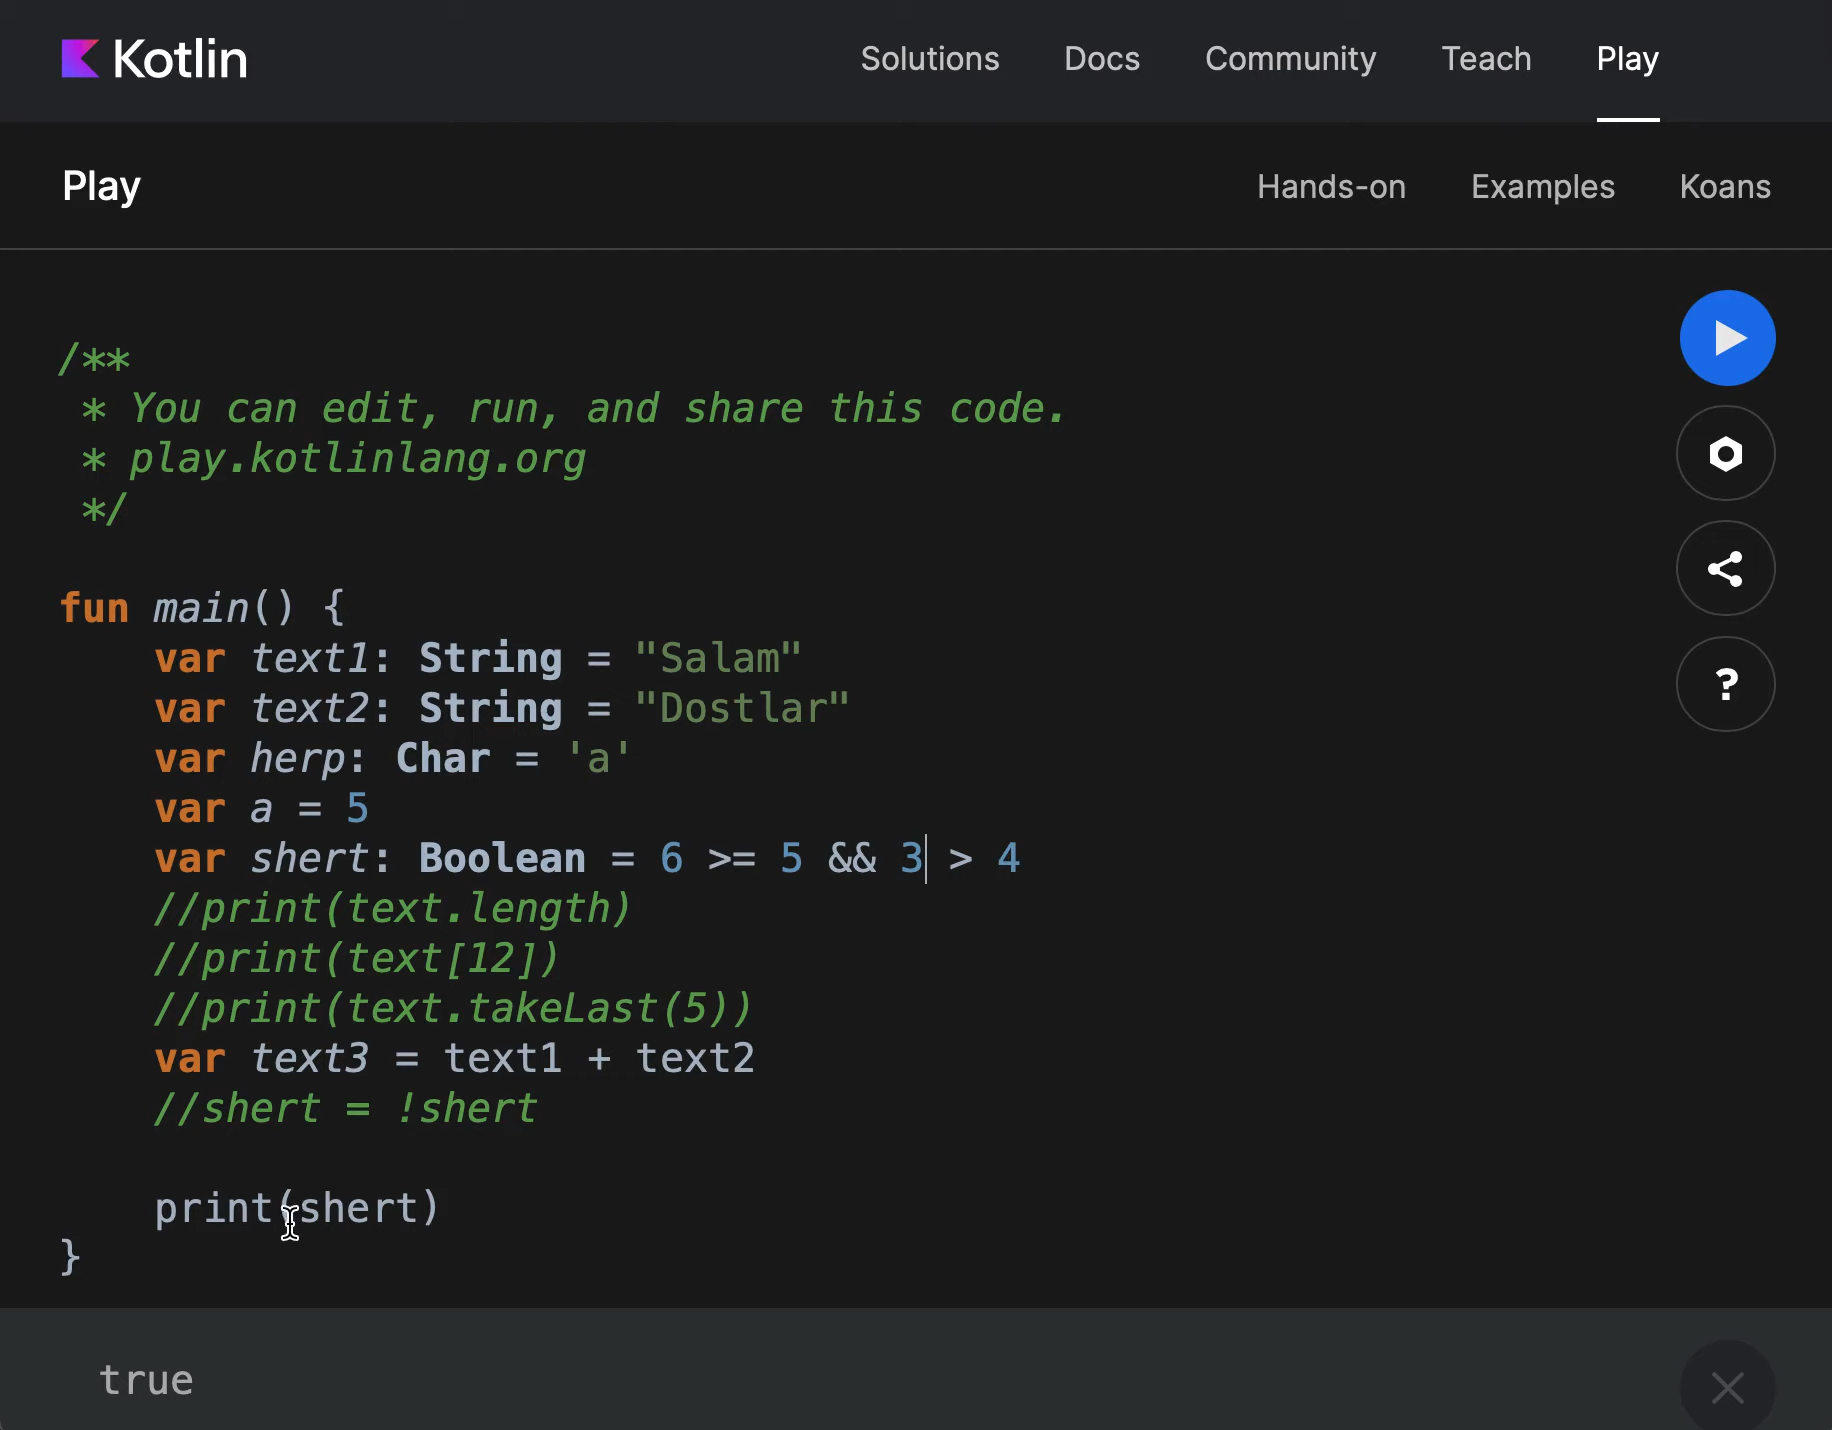 Kotlin
Solutions Docs Community Teach Play
Play
Hands-on Examples Koans
/**
 * You can edit, run, and share this code.
 * play.kotlinlang.org
 */
fun main() {
    var text1: String = "Salam"
    var text2: String = "Dostlar"
    var herp: Char = 'a'
    var a = 5
    var shert: Boolean = 6 >= 5 && 3 > 4
    //print(text.length)
    //print(text[12])
    //print(text.takeLast(5))
    var text3 = text1 + text2
    //shert = !shert
    print(shert)
}
?
true